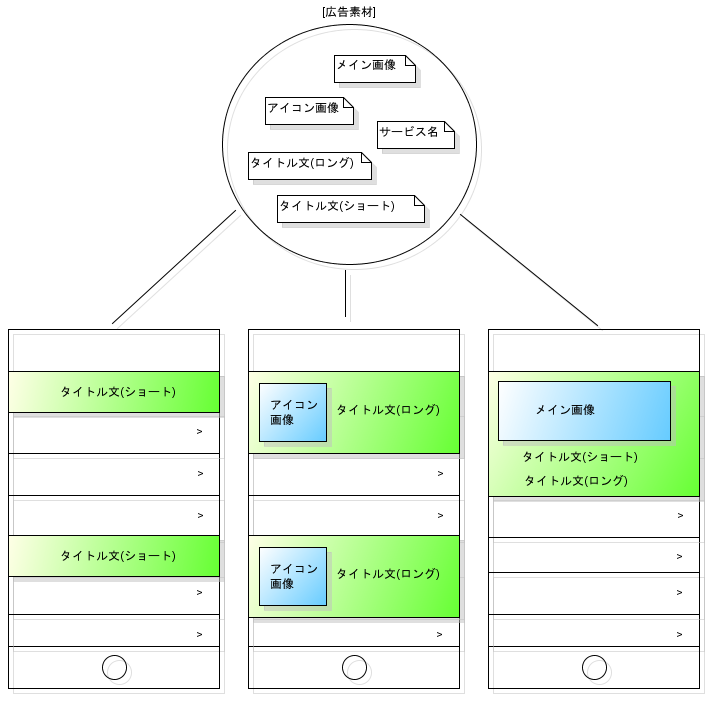 [広告素材]
メイン画像
アイコン画像
サービス名
タイトル文(ロング)
タイトル文(ショート)
タイトル文(ショート)
>
>
>
タイトル文(ショート)
>
>
アイコン
画像
タイトル文(ロング)
>
>
アイコン
画像
タイトル文(ロング)
>
メイン画像
タイトル文(ショート)
タイトル文(ロング)
>
>
>
>